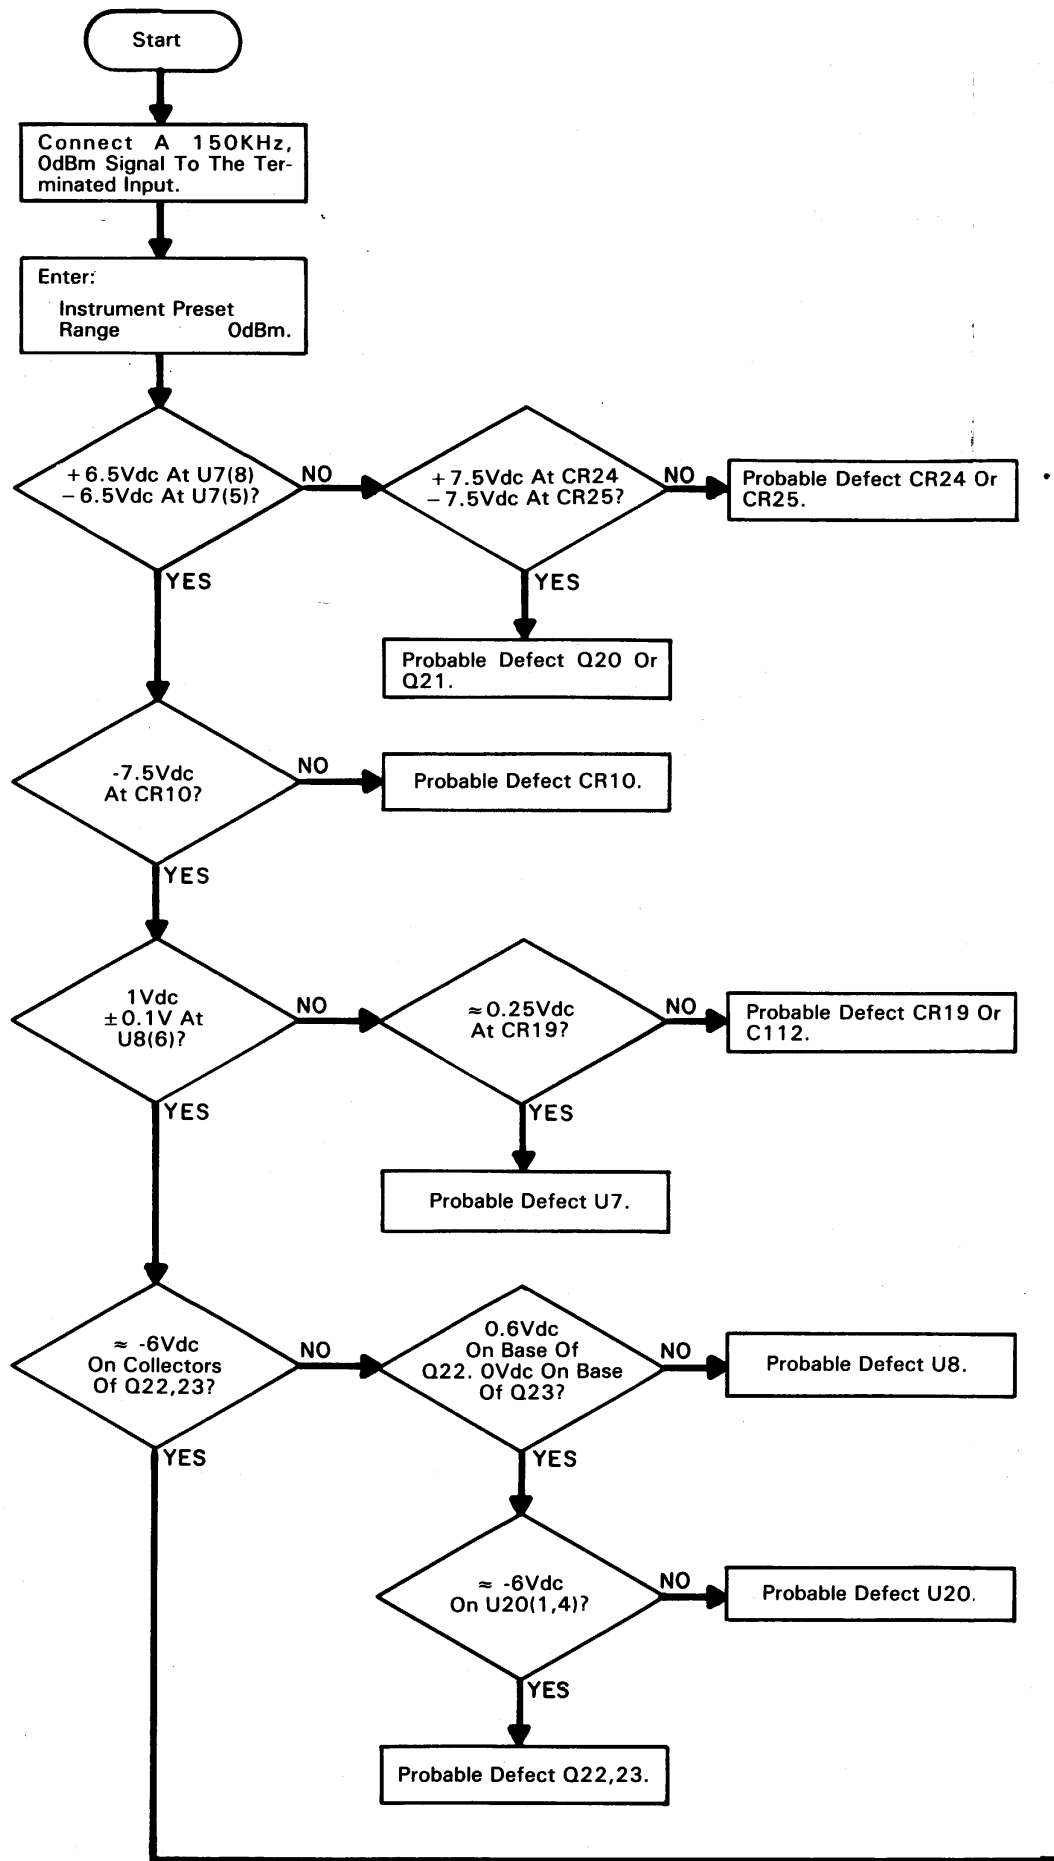 Start
Connect A 150KHz,
0dBm Signal To The Ter-
minated Input.
Enter:
Instrument Preset
Range 0dBm.
+6.5Vdc At U7(8)
-6.5Vdc At U7(5)?
NO
+7.5Vdc At CR24
-7.5Vdc At CR25?
NO
Probable Defect CR24 Or
CR25.
YES
YES
Probable Defect Q20 Or
Q21.
-7.5Vdc
At CR10?
NO
Probable Defect CR10.
YES
1Vdc
±0.1V At
U8(6)?
NO
≈0.25Vdc
At CR19?
NO
Probable Defect CR19 Or
C112.
YES
YES
Probable Defect U7.
≈ -6Vdc
On Collectors
Of Q22,23?
NO
0.6Vdc
On Base Of
Q22. 0Vdc On Base
Of Q23?
NO
Probable Defect U8.
YES
YES
≈ -6Vdc
On U20(1,4)?
NO
Probable Defect U20.
YES
Probable Defect Q22,23.